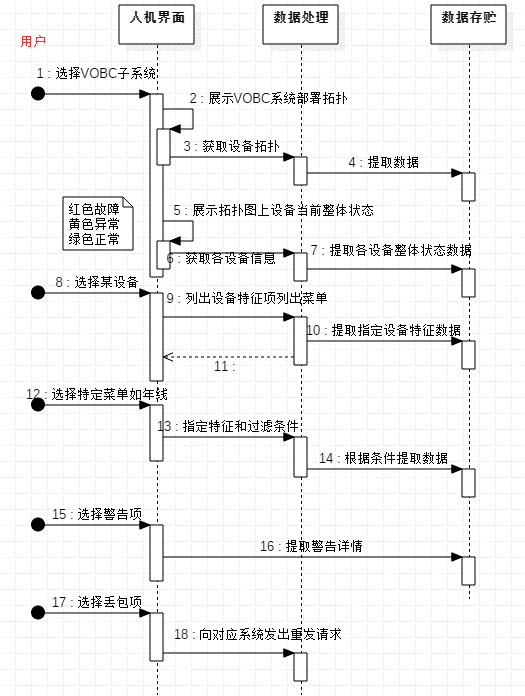 人机界面
数据处理
数据存贮
用户
1 : 选择VOBC子系统
2 : 展示VOBC系统部署拓扑
3 : 获取设备拓扑
4 : 提取数据
红色故障
黄色异常
绿色正常
5 : 展示拓扑图上设备当前整体状态
6 : 获取各设备信息
7 : 提取各设备整体状态数据
8 : 选择某设备
9 : 列出设备特征项列出菜单
10 : 提取指定设备特征数据
11 :
12 : 选择特定菜单如年线
13 : 指定特征和过滤条件
14 : 根据条件提取数据
15 : 选择警告项
16 : 提取警告详情
17 : 选择丢包项
18 : 向对应系统发出重发请求